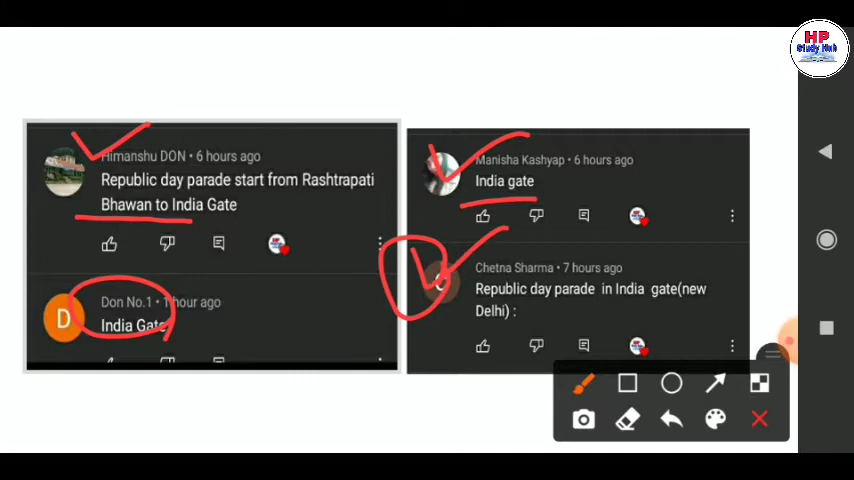 HP
Study Hub
Himanshu DON • 6 hours ago
Republic day parade start from Rashtrapati
Bhawan to India Gate
D
Don No.1 • 1 hour ago
India Gate
Manisha Kashyap • 6 hours ago
India gate
Chetna Sharma • 7 hours ago
Republic day parade in India gate(new
Delhi) :